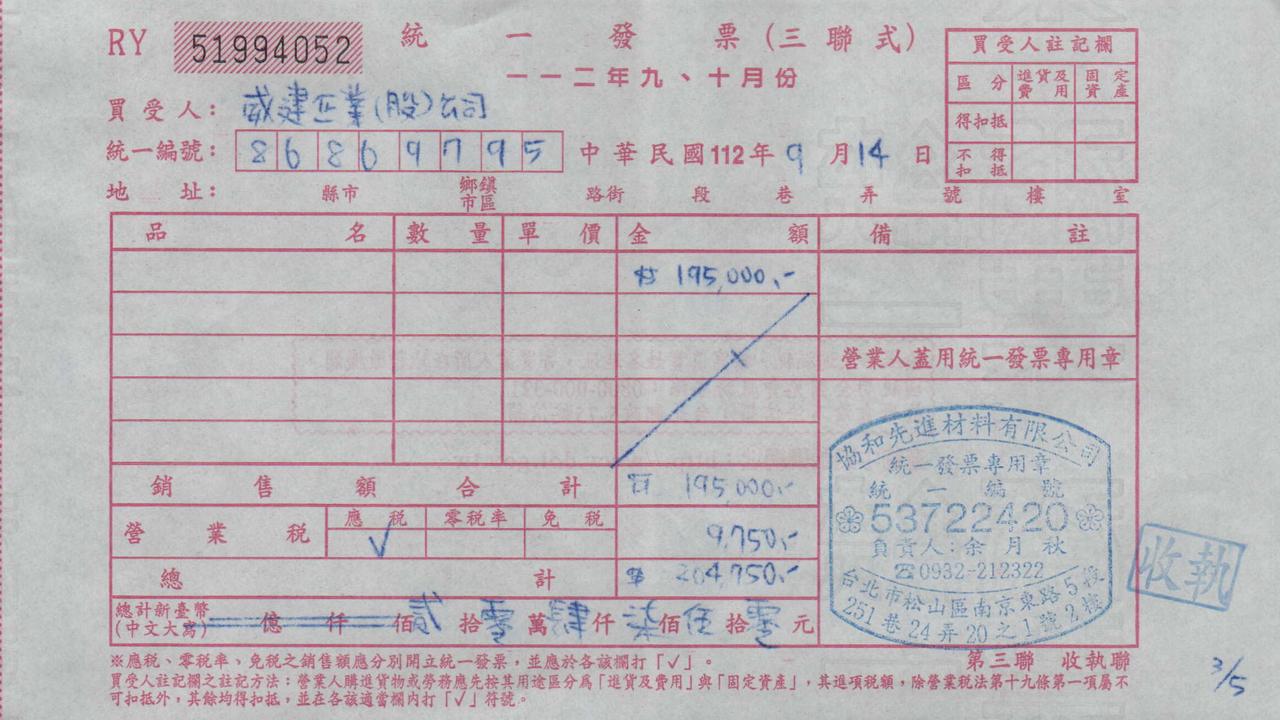 RY 51994052 統一發票(三聯式)
一一二年九、十月份
買受人註記欄
區分 進貨及費用 固定資產
得扣抵
不得扣抵
買受人：威建企業(股)公司
統一編號：86869795 中華民國112年9月14日
地址： 縣市 鄉鎮市區 路街 段 巷 弄 號 樓 室
品名 數量 單價 金額 備註
$ 195,000.-
營業人蓋用統一發票專用章
銷售額合計 $ 195,000.-
營業稅 應稅 零稅率 免稅
✓ 9,750.-
總計 $ 204,750.-
總計新臺幣
(中文大寫) 億 仟 佰 貳 拾 零 萬 肆 仟 柒 佰 伍 拾 零 元
協和先進材料有限公司
統一發票專用章
統一編號
53722420
負責人：余月秋
☎0932-212322
台北市松山區南京東路5段
251巷24弄20之1號2樓
收執
※應稅、零稅率、免稅之銷售額應分別開立統一發票，並應於各該欄打「✓」。
第三聯 收執聯
買受人註記欄之註記方法：營業人購進貨物或勞務應先按其用途區分為「進貨及費用」與「固定資產」，其進項稅額，除營業稅法第十九條第一項屬不
可扣抵外，其餘均得扣抵，並在各該適當欄內打「✓」符號。
3/5